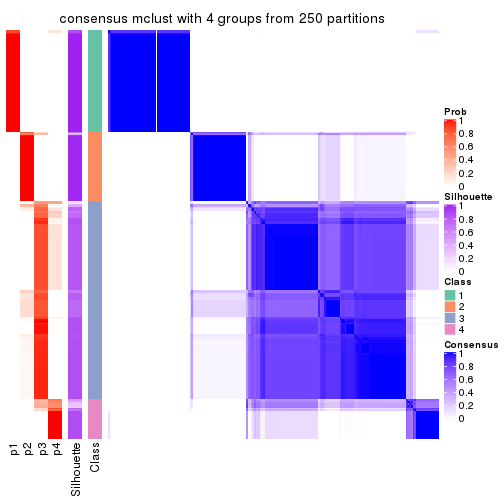 consensus mclust with 4 groups from 250 partitions
Prob
1
0.8
0.6
0.4
0.2
0
Silhouette
1
0.8
0.6
0.4
0.2
0
Class
1
2
3
4
Consensus
1
0.8
0.6
0.4
0.2
0
p1
p2
p3
p4
Silhouette
Class